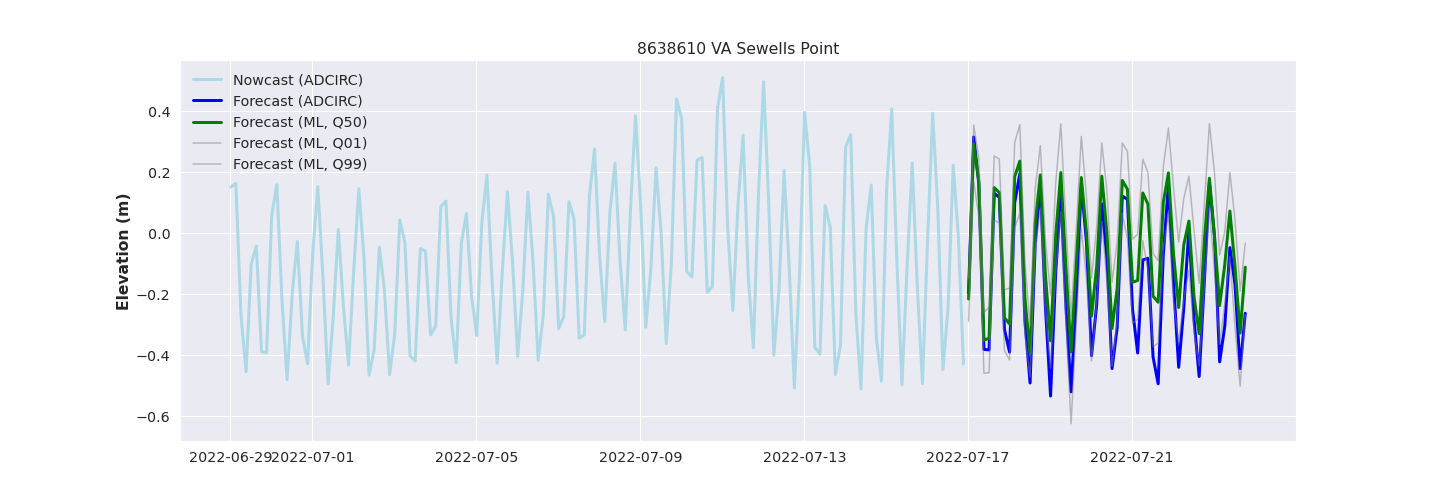 8638610 VA Sewells Point
Nowcast (ADCIRC)
Forecast (ADCIRC)
Forecast (ML, Q50)
Forecast (ML, Q01)
Forecast (ML, Q99)
Elevation (m)
0.4
0.2
0.0
−0.2
−0.4
−0.6
2022-06-29 2022-07-01 2022-07-05 2022-07-09 2022-07-13 2022-07-17 2022-07-21